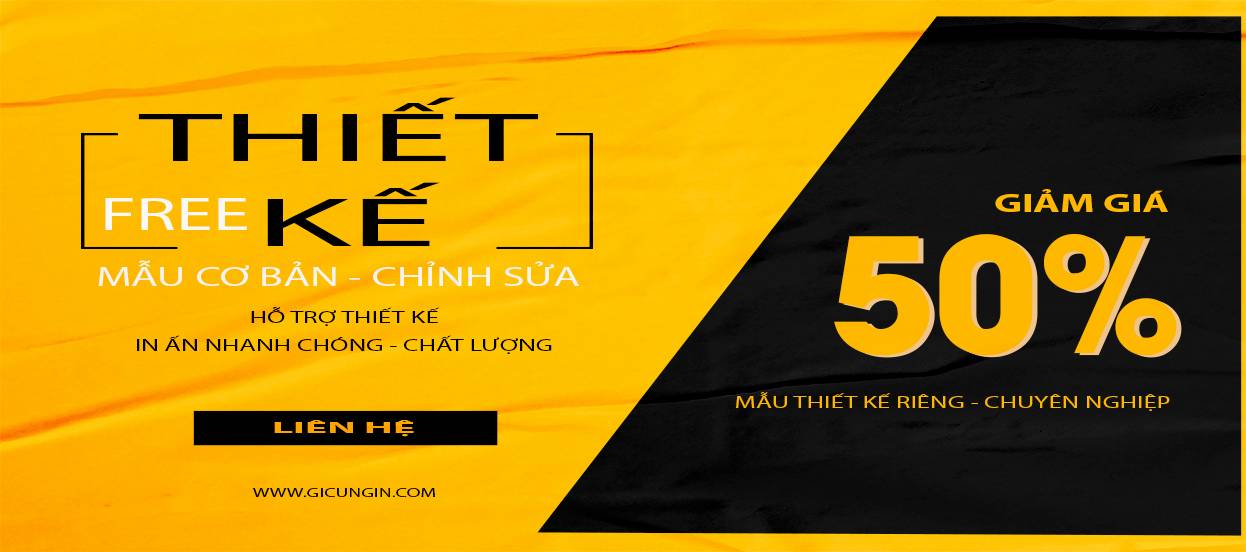 THIẾT
FREE KẾ
MẪU CƠ BẢN - CHỈNH SỬA
HỖ TRỢ THIẾT KẾ
IN ẤN NHANH CHÓNG - CHẤT LƯỢNG
LIÊN HỆ
WWW.GICUNGIN.COM
GIẢM GIÁ
50%
MẪU THIẾT KẾ RIÊNG - CHUYÊN NGHIỆP